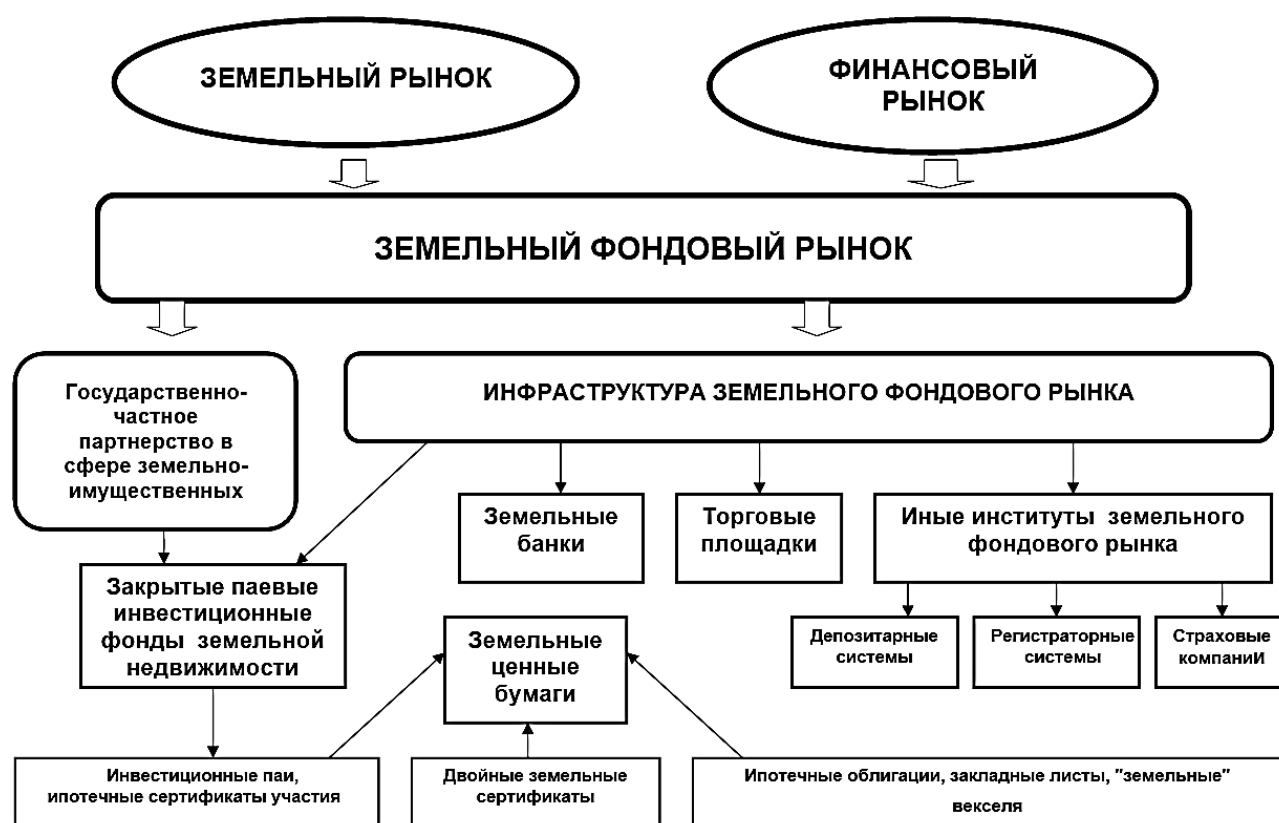 ЗЕМЕЛЬНЫЙ РЫНОК
ФИНАНСОВЫЙ
РЫНОК
ЗЕМЕЛЬНЫЙ ФОНДОВЫЙ РЫНОК
Государственно-
частное
партнерство в
сфере земельно-
имущественных
ИНФРАСТРУКТУРА ЗЕМЕЛЬНОГО ФОНДОВОГО РЫНКА
Земельные
банки
Торговые
площадки
Иные институты земельного
фондового рынка
Закрытые паевые
инвестиционные
фонды земельной
недвижимости
Земельные
ценные
бумаги
Депозитарные
системы
Регистраторные
системы
Страховые
компаниИ
Инвестиционные паи,
ипотечные сертификаты участия
Двойные земельные
сертификаты
Ипотечные облигации, закладные листы, "земельные"
векселя